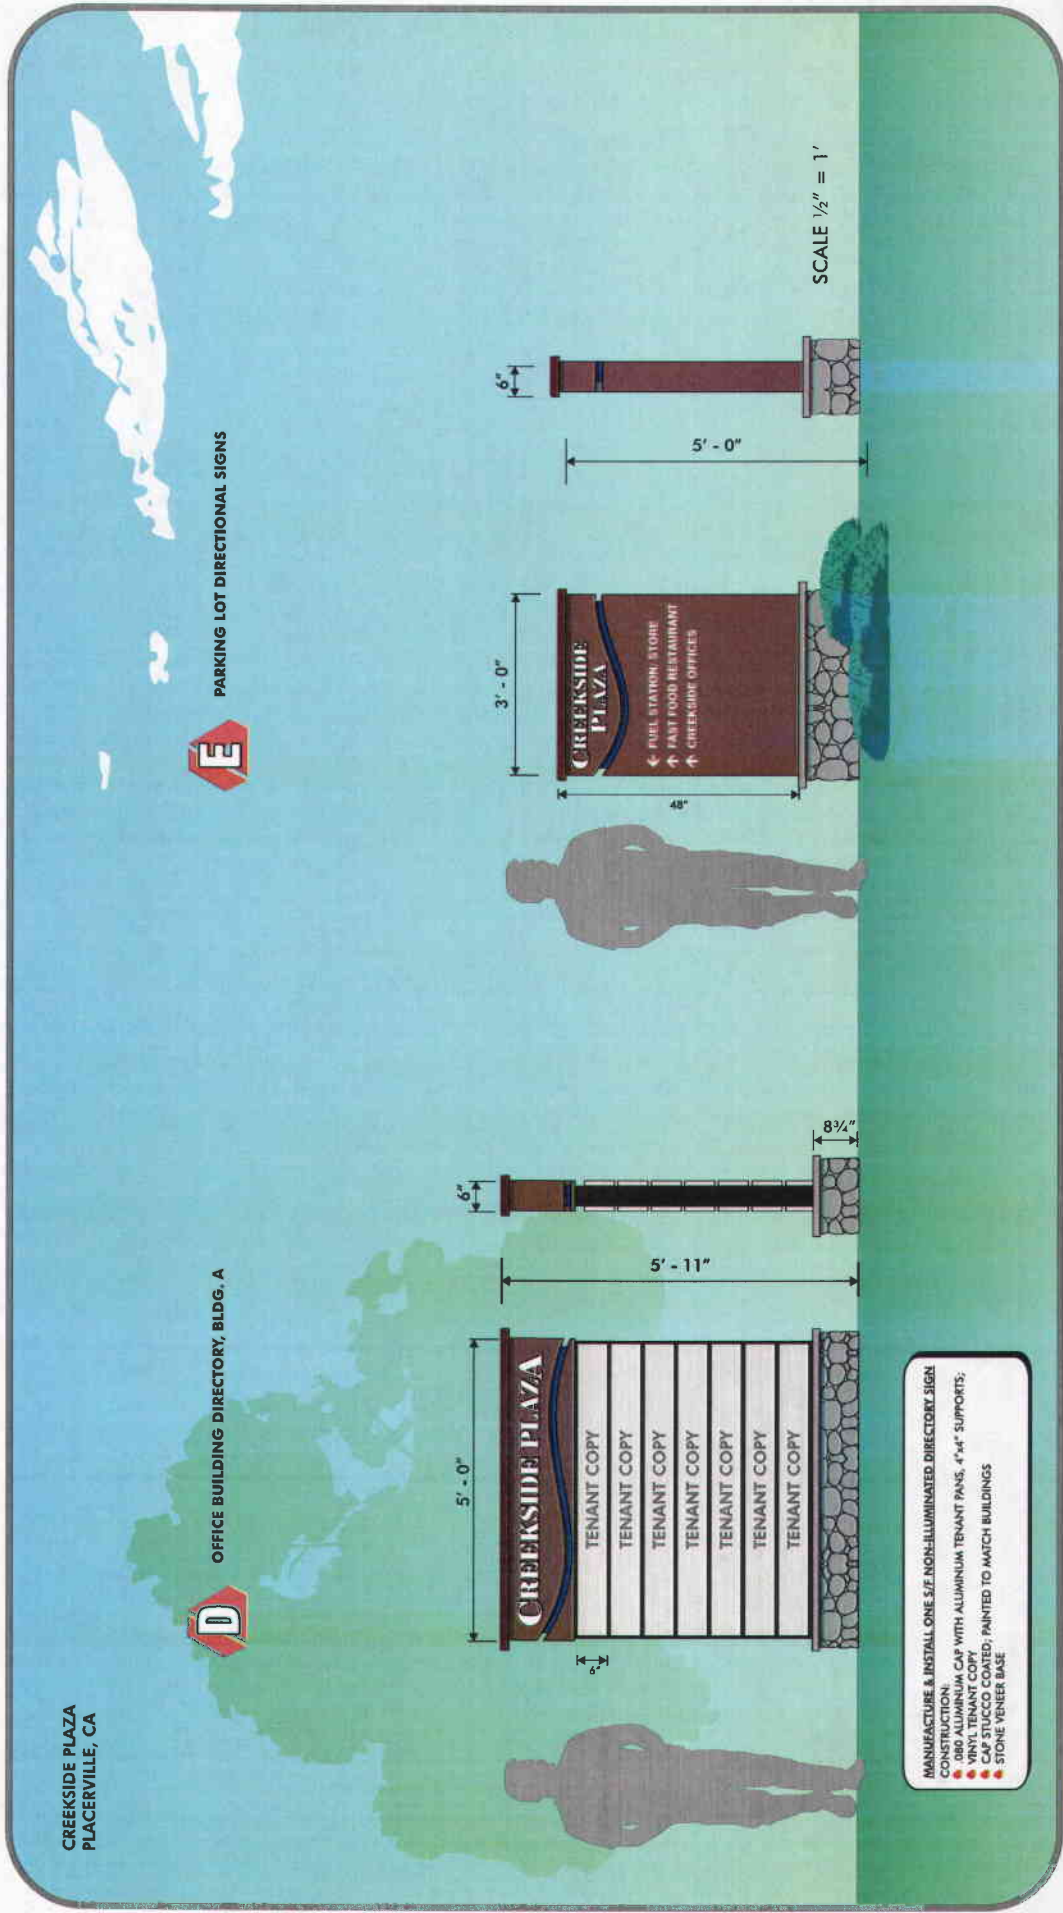 CREEKSIDE PLAZA
PLACERVILLE, CA
D
OFFICE BUILDING DIRECTORY, BLDG. A
5' - 0"
6"
CREEKSIDE PLAZA
TENANT COPY
TENANT COPY
TENANT COPY
TENANT COPY
TENANT COPY
TENANT COPY
TENANT COPY
6"
5' - 11"
8¾"
E
PARKING LOT DIRECTIONAL SIGNS
3' - 0"
6"
CREEKSIDE
PLAZA
← FUEL STATION/ STORE
↑ FAST FOOD RESTAURANT
↑ CREEKSIDE OFFICES
48"
5' - 0"
SCALE ½" = 1'
MANUFACTURE & INSTALL ONE S/F NON-ILLUMINATED DIRECTORY SIGN
CONSTRUCTION:
.080 ALUMINUM CAP WITH ALUMINUM TENANT PANS, 4"x4" SUPPORTS;
VINYL TENANT COPY
CAP STUCCO COATED; PAINTED TO MATCH BUILDINGS
STONE VENEER BASE